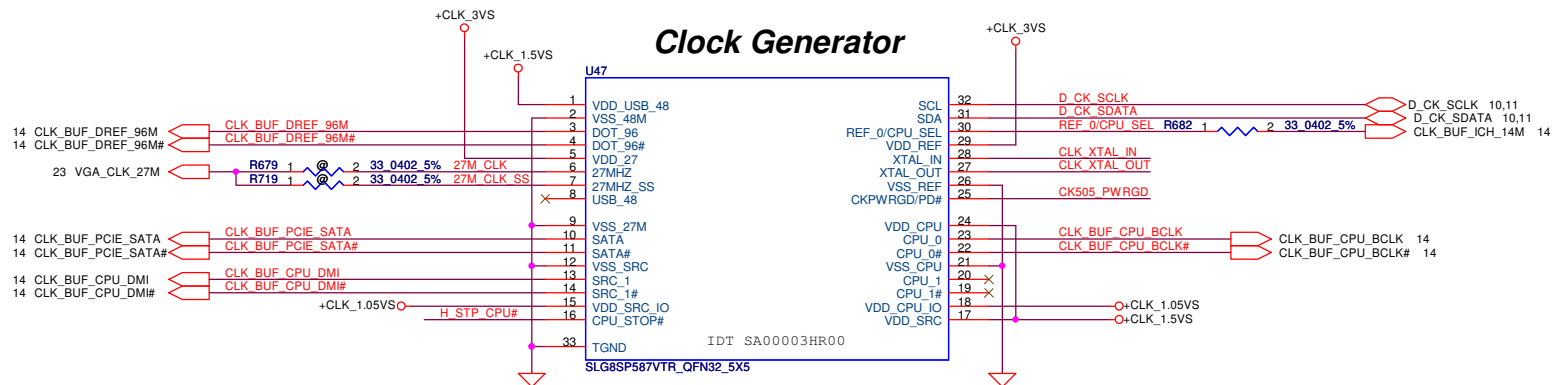 Clock Generator
+CLK_3VS
+CLK_3VS
+CLK_1.5VS
U47
1 VDD_USB_48
2 VSS_48M
14 CLK_BUF_DREF_96M CLK_BUF_DREF_96M 3 DOT_96
14 CLK_BUF_DREF_96M# CLK_BUF_DREF_96M# 4 DOT_96#
5 VDD_27
23 VGA_CLK_27M R679 1 @ 2 33_0402_5% 27M_CLK 6 27MHZ
R719 1 @ 2 33_0402_5% 27M_CLK_SS 7 27MHZ_SS
8 USB_48
9 VSS_27M
14 CLK_BUF_PCIE_SATA CLK_BUF_PCIE_SATA 10 SATA
14 CLK_BUF_PCIE_SATA# CLK_BUF_PCIE_SATA# 11 SATA#
12 VSS_SRC
14 CLK_BUF_CPU_DMI CLK_BUF_CPU_DMI 13 SRC_1
14 CLK_BUF_CPU_DMI# CLK_BUF_CPU_DMI# 14 SRC_1#
+CLK_1.05VS 15 VDD_SRC_IO
H_STP_CPU# 16 CPU_STOP#
33 TGND
SCL 32 D_CK_SCLK D_CK_SCLK 10,11
SDA 31 D_CK_SDATA D_CK_SDATA 10,11
REF_0/CPU_SEL 30 REF_0/CPU_SEL R682 1 2 33_0402_5% CLK_BUF_ICH_14M 14
VDD_REF 29
XTAL_IN 28 CLK_XTAL_IN
XTAL_OUT 27 CLK_XTAL_OUT
VSS_REF 26
CKPWRGD/PD# 25 CK505_PWRGD
VDD_CPU 24
CPU_0 23 CLK_BUF_CPU_BCLK CLK_BUF_CPU_BCLK 14
CPU_0# 22 CLK_BUF_CPU_BCLK# CLK_BUF_CPU_BCLK# 14
VSS_CPU 21
CPU_1 20
CPU_1# 19
VDD_CPU_IO 18 +CLK_1.05VS
VDD_SRC 17 +CLK_1.5VS
IDT SA00003HR00
SLG8SP587VTR_QFN32_5X5